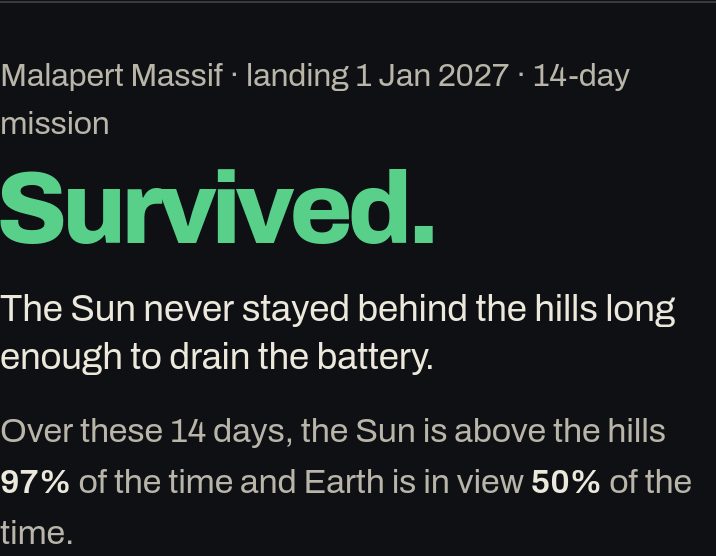 Malapert Massif · landing 1 Jan 2027 · 14-day
mission
Survived.
The Sun never stayed behind the hills long
enough to drain the battery.
Over these 14 days, the Sun is above the hills
97% of the time and Earth is in view 50% of the
time.